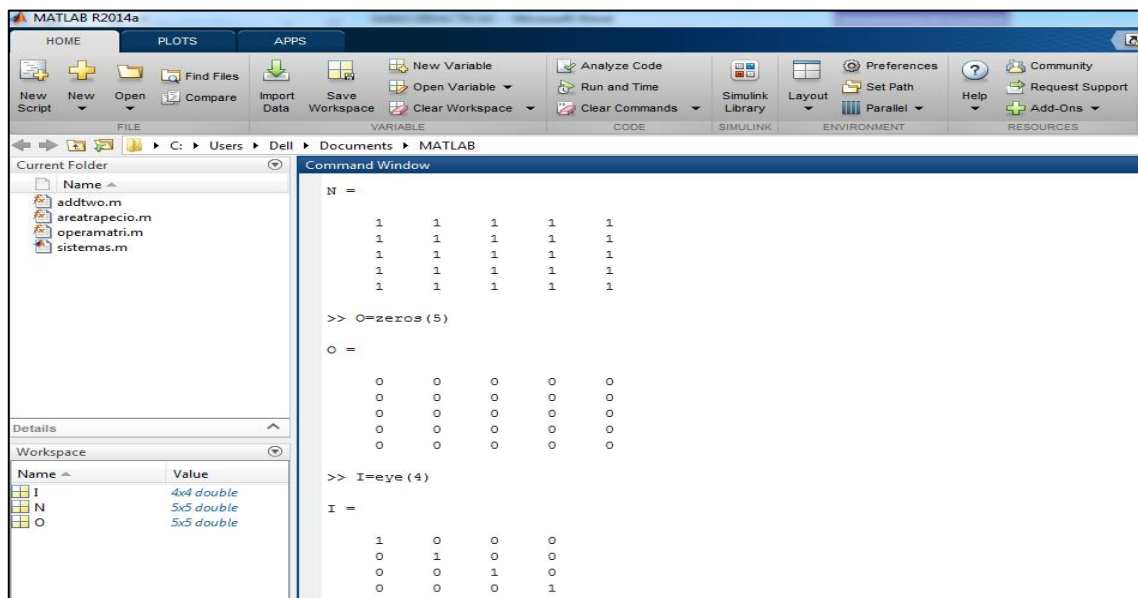 MATLAB R2014a
HOME PLOTS APPS
New Script
New
Open
Find Files
Compare
FILE
Import Data
Save Workspace
New Variable
Open Variable
Clear Workspace
VARIABLE
Analyze Code
Run and Time
Clear Commands
CODE
Simulink Library
SIMULINK
Layout
Preferences
Set Path
Parallel
ENVIRONMENT
Help
Community
Request Support
Add-Ons
RESOURCES
C: Users Dell Documents MATLAB
Current Folder
Name
addtwo.m
areatrapecio.m
operamatri.m
sistemas.m
Details
Workspace
Name Value
I 4x4 double
N 5x5 double
O 5x5 double
Command Window
N =
1 1 1 1 1
1 1 1 1 1
1 1 1 1 1
1 1 1 1 1
1 1 1 1 1
>> O=zeros(5)
O =
0 0 0 0 0
0 0 0 0 0
0 0 0 0 0
0 0 0 0 0
0 0 0 0 0
>> I=eye(4)
I =
1 0 0 0
0 1 0 0
0 0 1 0
0 0 0 1